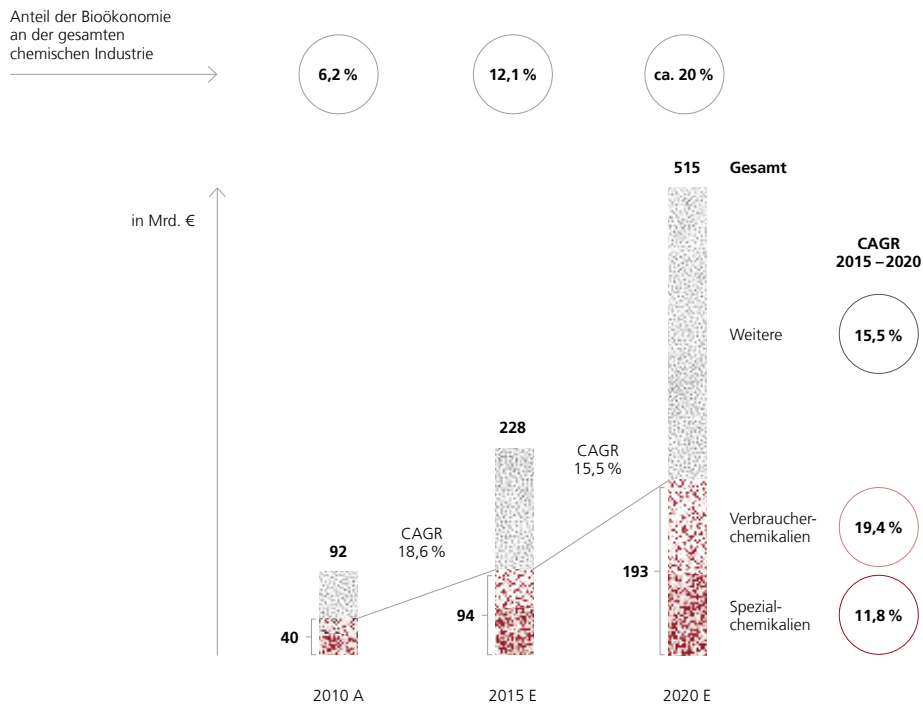 Anteil der Bioökonomie
an der gesamten
chemischen Industrie
6,2 %
12,1 %
ca. 20 %
515
Gesamt
in Mrd. €
CAGR
2015 – 2020
Weitere
15,5 %
228
CAGR
15,5 %
Verbraucher-
chemikalien
19,4 %
CAGR
18,6 %
92
193
Spezial-
chemikalien
11,8 %
94
40
2010 A
2015 E
2020 E